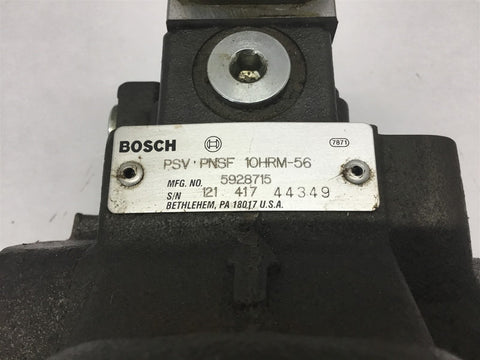 BOSCH 7871
PSV PNSF 10HRM-56
MFG. NO. 5928715
S/N 121 417 44349
BETHLEHEM, PA 18017 U.S.A.